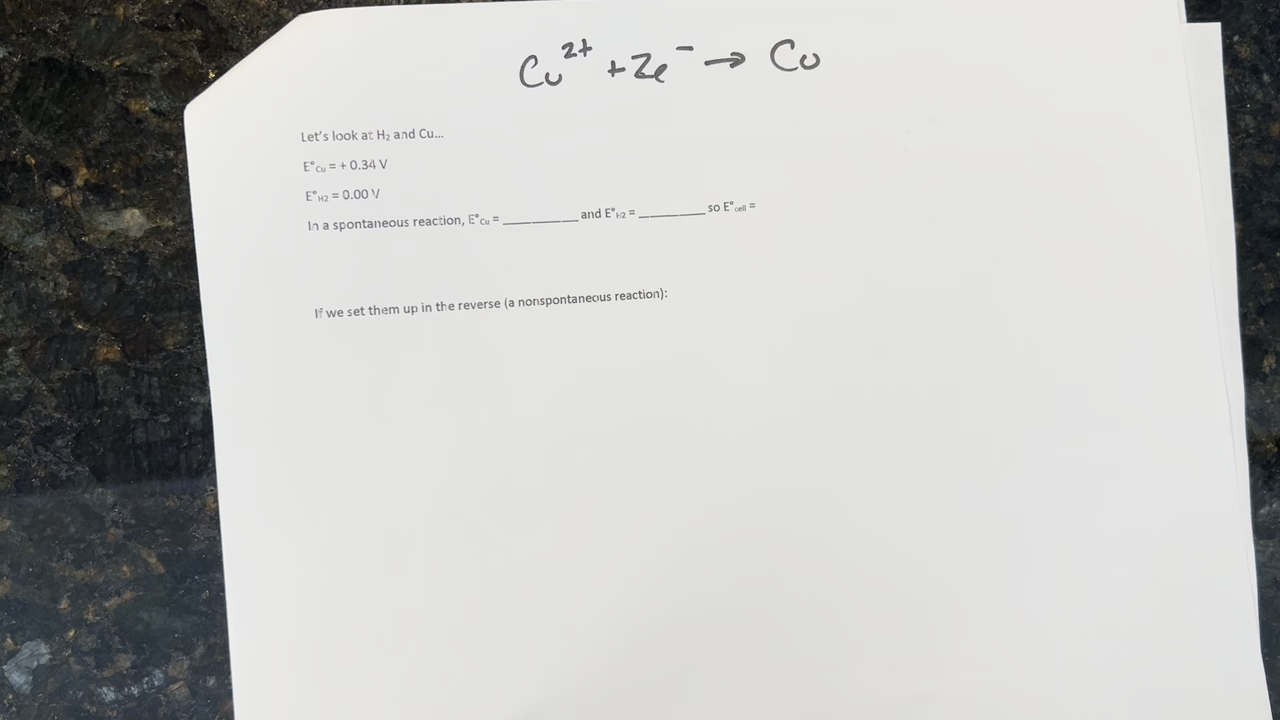 Cu²⁺ + 2e⁻ → Cu
Let's look at H₂ and Cu...
E°Cu = + 0.34 V
E°H2 = 0.00 V
In a spontaneous reaction, E°Cu = __________ and E°H2 = __________ so E°cell =
If we set them up in the reverse (a nonspontaneous reaction):